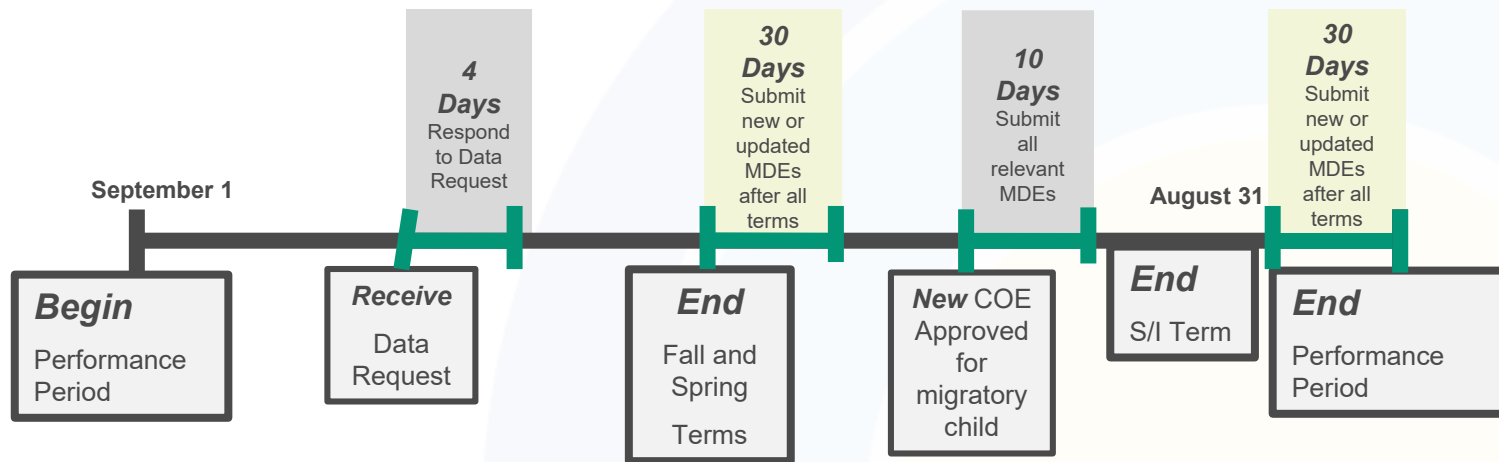 4
Days
Respond
to Data
Request
30
Days
Submit
new or
updated
MDEs
after all
terms
10
Days
Submit
all
relevant
MDEs
30
Days
Submit
new or
updated
MDEs
after all
terms
September 1
August 31
Begin
Performance
Period
Receive
Data
Request
End
Fall and
Spring
Terms
New COE
Approved
for
migratory
child
End
S/I Term
End
Performance
Period